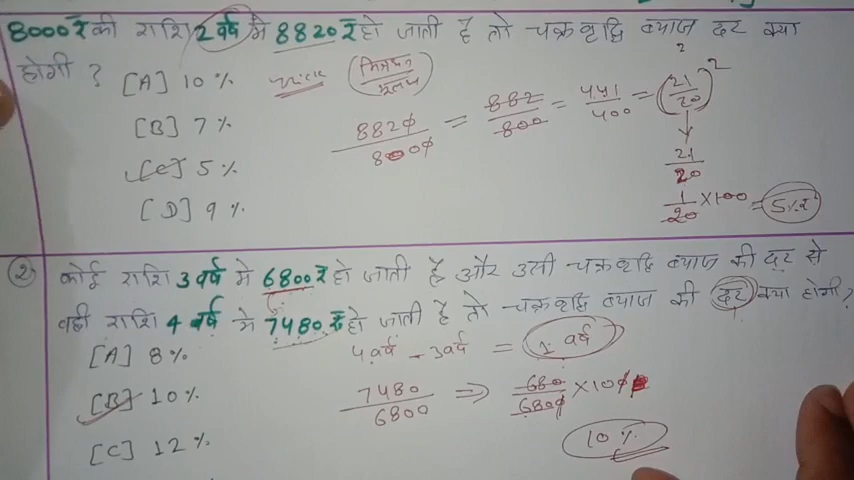 8000₹ की राशि 2 वर्ष मे 8820₹ हो जाती है तो चक्रवृद्धि ब्याज दर क्या
होगी ?
[A] 10 %
[B] 7 %
[C] 5 %
[D] 9 %
मिश्रधन / मूलधन
8820 / 8000 = 882 / 800 = 441 / 400 = (21/20)²
2
21/20
1/20 × 100 = 5%
② कोई राशि 3 वर्ष मे 6800₹ हो जाती है और उसी चक्रवृद्धि ब्याज की दर से
वही राशि 4 वर्ष मे 7480₹ हो जाती है तो चक्रवृद्धि ब्याज की दर क्या होगी?
[A] 8 %
4 वर्ष - 3 वर्ष = 1 वर्ष
[B] 10 %
7480 / 6800 ⇒ 680 / 6800 × 100
[C] 12 %
10 %